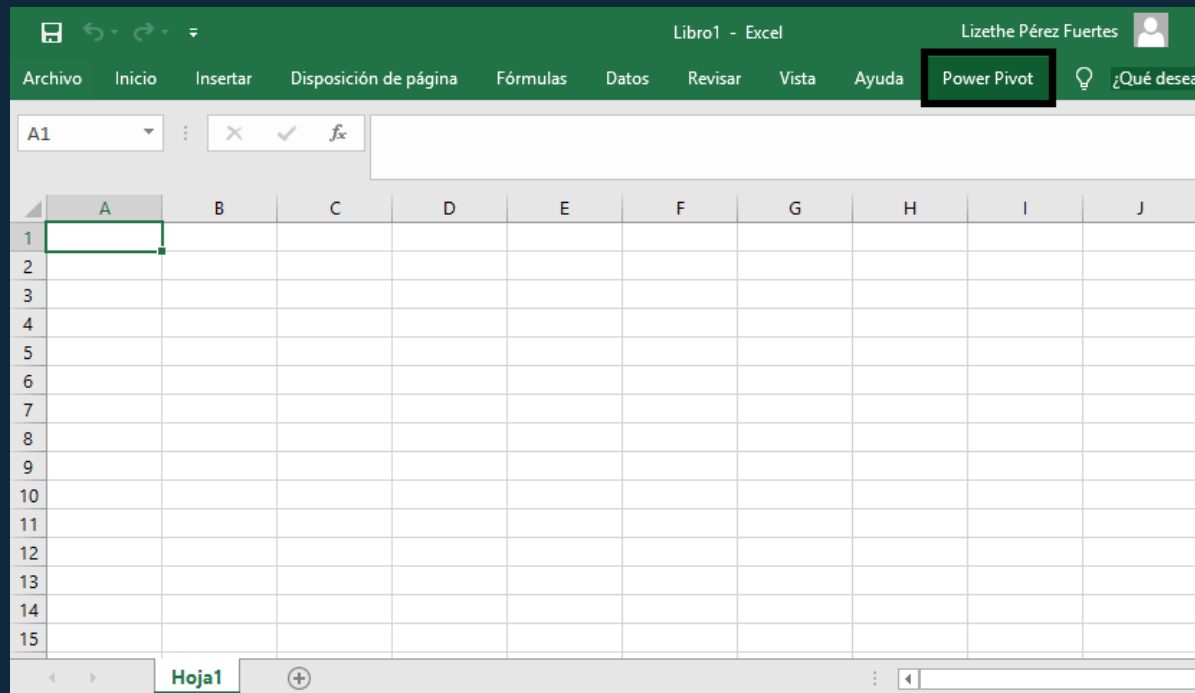 Libro1 - Excel
Lizethe Pérez Fuertes
Archivo Inicio Insertar Disposición de página Fórmulas Datos Revisar Vista Ayuda Power Pivot ¿Qué desea
A1 fx
A B C D E F G H I J
1
2
3
4
5
6
7
8
9
10
11
12
13
14
15
Hoja1